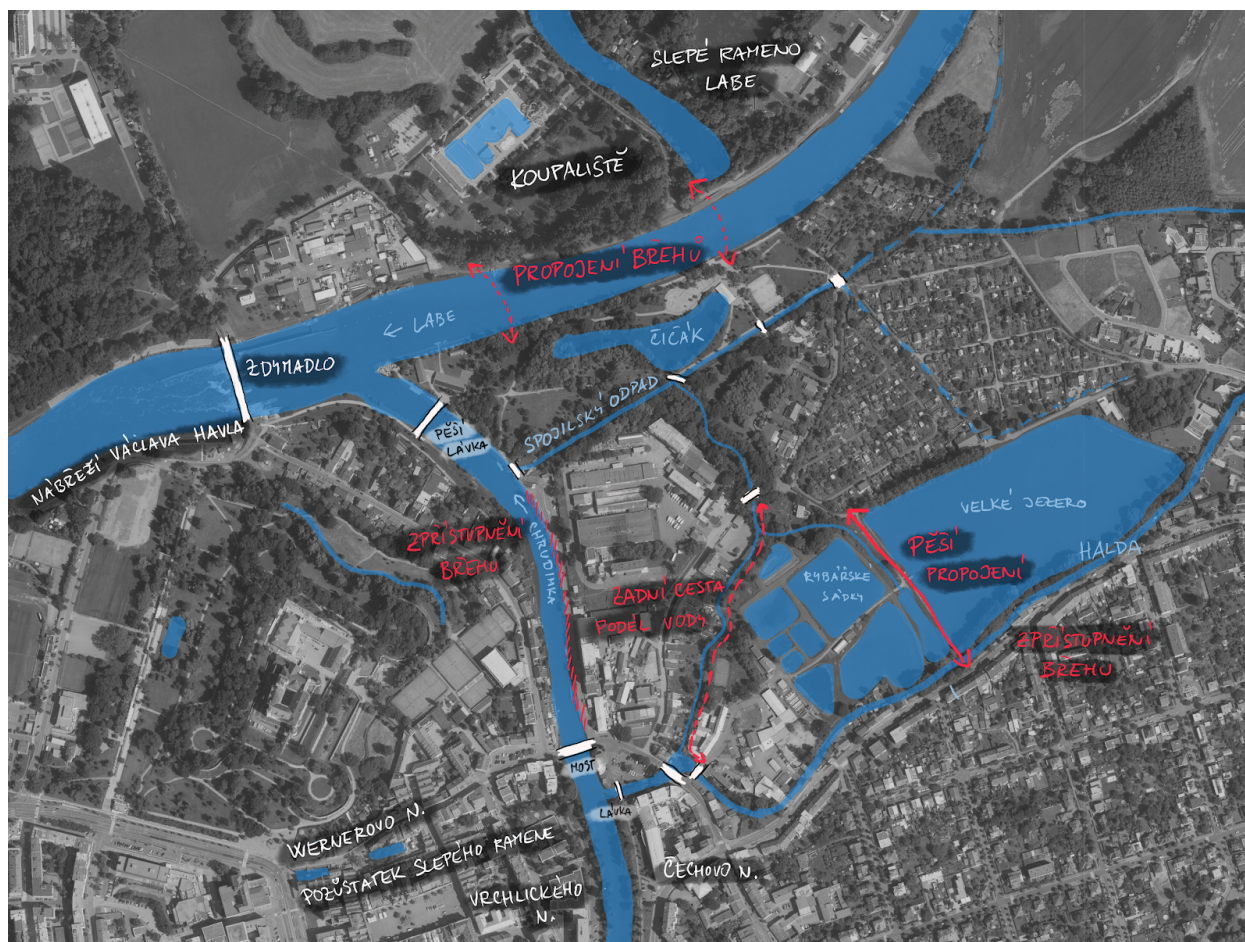 SLEPÉ RAMENO
LABE
KOUPALIŠTĚ
PROPOJENÍ BŘEHŮ
← LABE
ČIČÁK
ZDYMADLO
SPOJILSKÝ ODPAD
PĚŠÍ
LÁVKA
NÁBŘEŽÍ VÁCLAVA HAVLA
VELKÉ JEZERO
HALDA
ZPŘÍSTUPNĚNÍ
BŘEHU
← CHRUDIMKA
PĚŠÍ
PROPOJENÍ
RYBÁŘSKÉ
SÁDKY
ZADNÍ CESTA
PODÉL VODY
ZPŘÍSTUPNĚNÍ
BŘEHU
MOST
LÁVKA
WERNEROVO N.
POZŮSTATEK SLEPÉHO RAMENE
VRCHLICKÉHO
N.
ČECHOVO N.